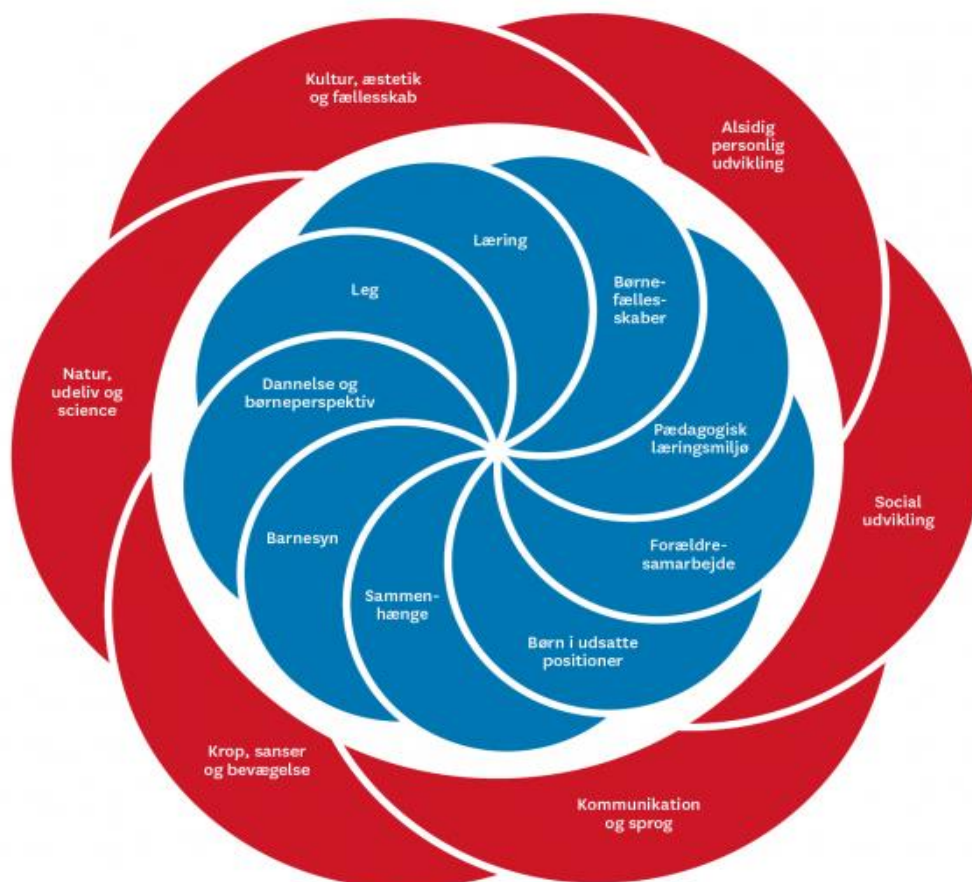 Kultur, æstetik
og fællesskab
Alsidig
personlig
udvikling
Social
udvikling
Kommunikation
og sprog
Krop, sanser
og bevægelse
Natur,
udeliv og
science
Læring
Børne-
fælles-
skaber
Pædagogisk
læringsmiljø
Forældre-
samarbejde
Børn i udsatte
positioner
Sammen-
hænge
Barnesyn
Dannelse og
børneperspektiv
Leg